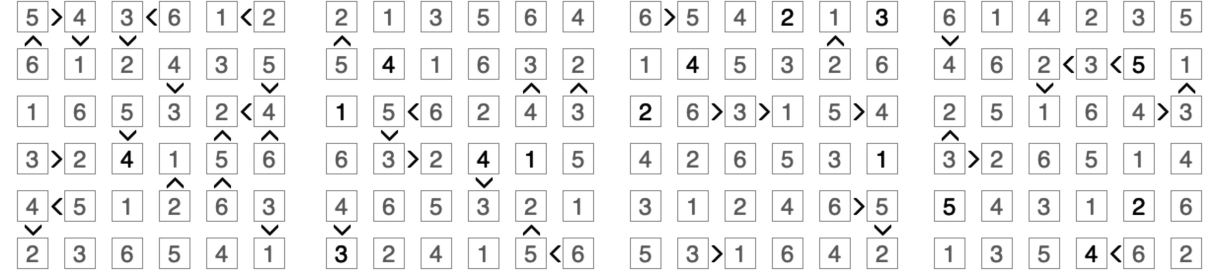 5 > 4 3 < 6 1 < 2 2 1 3 5 6 4 6 > 5 4 2 1 3 6 1 4 2 3 5
^ v v ^ ^ v
6 1 2 4 3 5 5 4 1 6 3 2 1 4 5 3 2 6 4 6 2 < 3 < 5 1
v v ^ ^ v ^
1 6 5 3 2 < 4 1 5 < 6 2 4 3 2 6 > 3 > 1 5 > 4 2 5 1 6 4 > 3
v ^ ^ v ^
3 > 2 4 1 5 6 6 3 > 2 4 1 5 4 2 6 5 3 1 3 > 2 6 5 1 4
^ ^ v
4 < 5 1 2 6 3 4 6 5 3 2 1 3 1 2 4 6 > 5 5 4 3 1 2 6
v v v ^ v
2 3 6 5 4 1 3 2 4 1 5 < 6 5 3 > 1 6 4 2 1 3 5 4 < 6 2